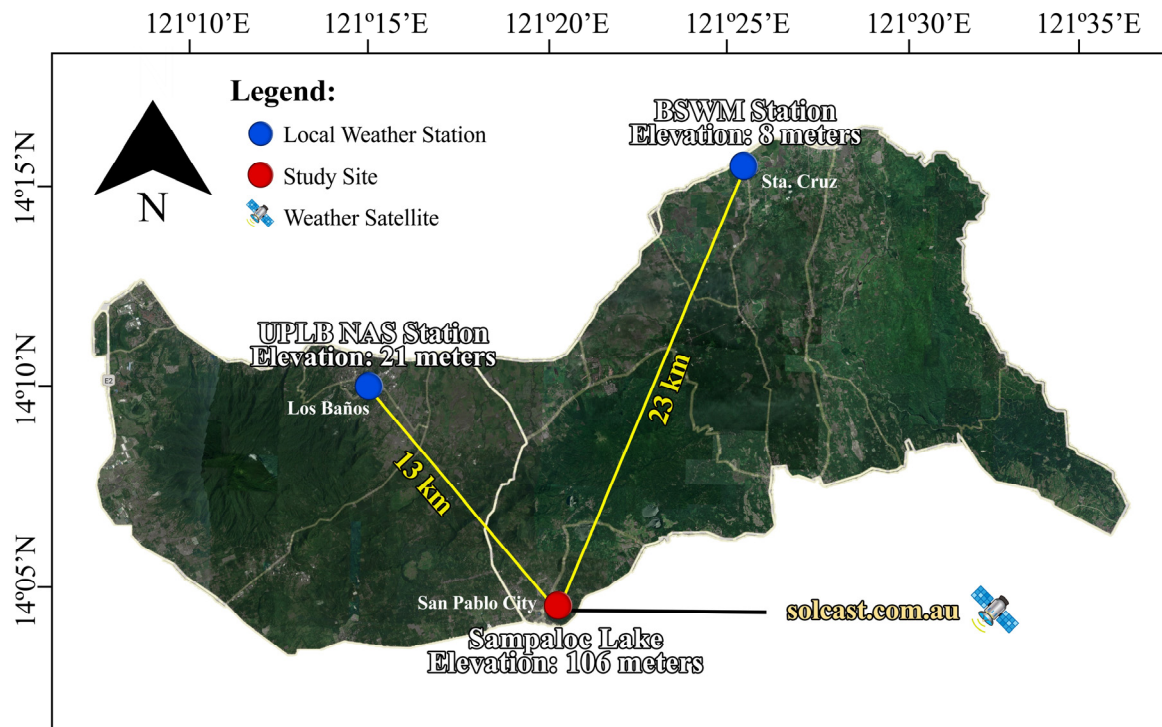 121º10’E 121º15’E 121º20’E 121º25’E 121º30’E 121º35’E
Legend:
Local Weather Station
Study Site
Weather Satellite
N
14º15’N
14º10’N
14º05’N
BSWM Station
Elevation: 8 meters
Sta. Cruz
UPLB NAS Station
Elevation: 21 meters
Los Baños
E2
23 km
13 km
San Pablo City
solcast.com.au
Sampaloc Lake
Elevation: 106 meters